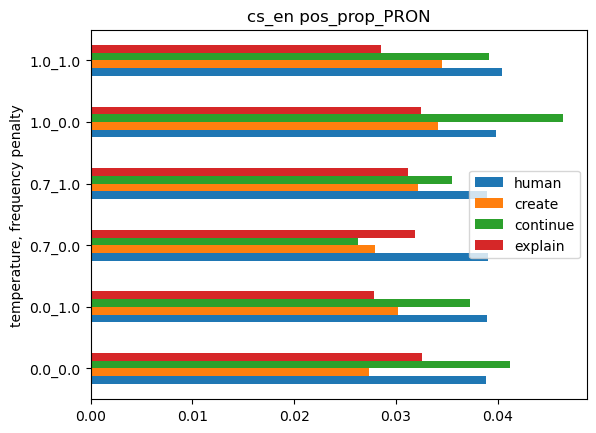 cs_en pos_prop_PRON
temperature, frequency penalty
1.0_1.0
1.0_0.0
0.7_1.0
0.7_0.0
0.0_1.0
0.0_0.0
human
create
continue
explain
0.00
0.01
0.02
0.03
0.04